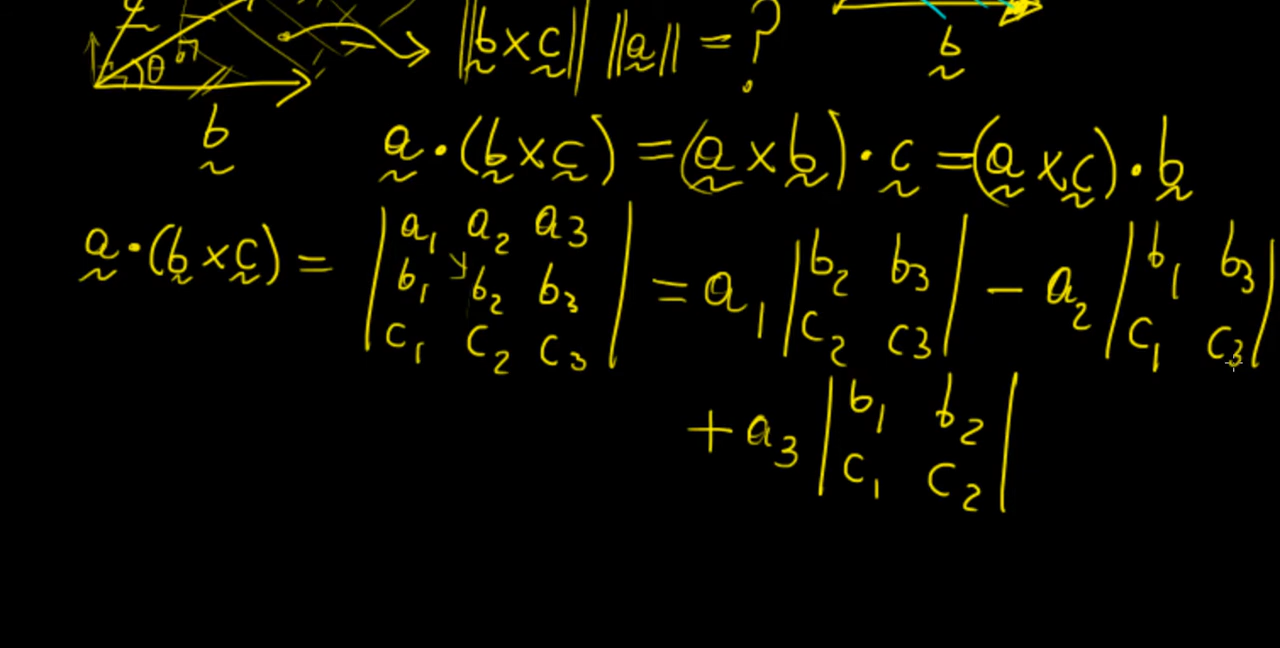 ‖b×c‖ ‖a‖ = ?
θ
b
b
a·(b×c) = (a×b)·c = (a×c)·b
a·(b×c) = |a₁ a₂ a₃| = a₁ |b₂ b₃| − a₂ |b₁ b₃|
|b₁ b₂ b₃| |c₂ c₃| |c₁ c₃|
|c₁ c₂ c₃|
+ a₃ |b₁ b₂|
|c₁ c₂|